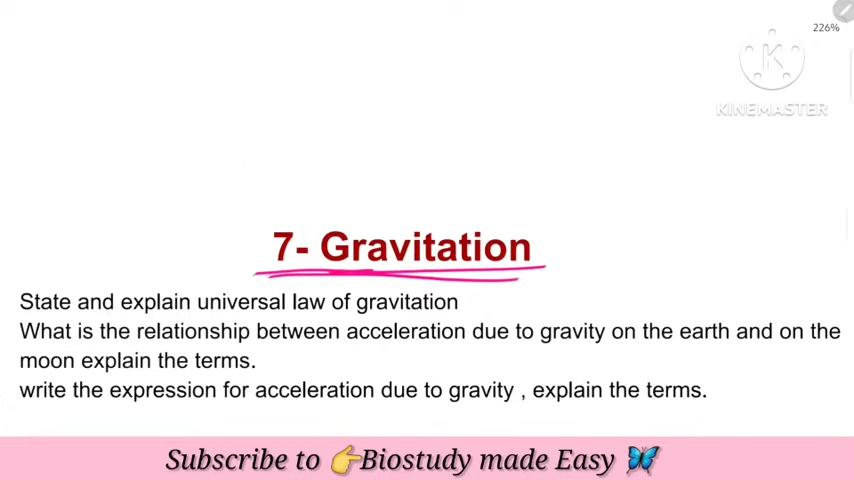 226%
KINEMASTER
7- Gravitation
State and explain universal law of gravitation
What is the relationship between acceleration due to gravity on the earth and on the
moon explain the terms.
write the expression for acceleration due to gravity , explain the terms.
Subscribe to 👉Biostudy made Easy 🦋